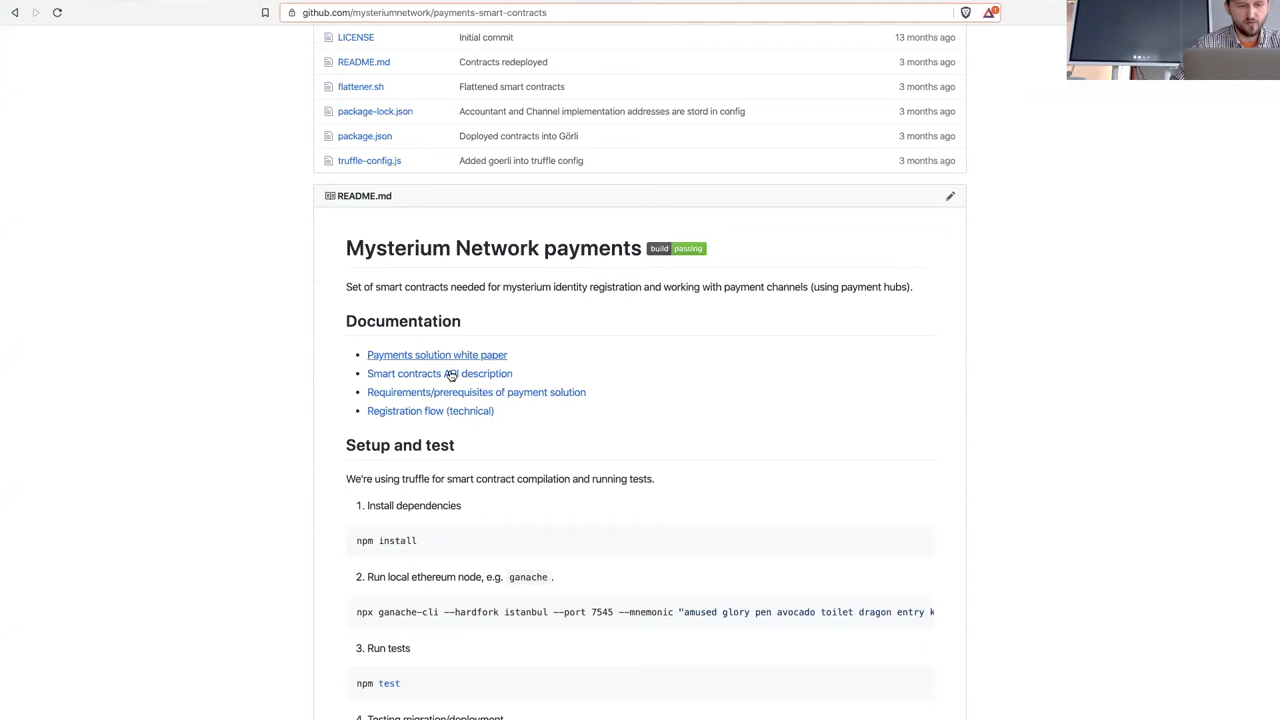 github.com/mysteriumnetwork/payments-smart-contracts
LICENSE Initial commit 13 months ago
README.md Contracts redeployed 3 months ago
flattener.sh Flattened smart contracts 3 months ago
package-lock.json Accountant and Channel implementation addresses are stord in config 3 months ago
package.json Doployed contracts into Görli 3 months ago
truffle-config.js Added goerli into truffle config 3 months ago
README.md
Mysterium Network payments build passing
Set of smart contracts needed for mysterium identity registration and working with payment channels (using payment hubs).
Documentation
• Payments solution white paper
• Smart contracts description
• Requirements/prerequisites of payment solution
• Registration flow (technical)
Setup and test
We're using truffle for smart contract compilation and running tests.
1. Install dependencies
npm install
2. Run local ethereum node, e.g. ganache .
npx ganache-cli --hardfork istanbul --port 7545 --mnemonic "amused glory pen avocado toilet dragon entry k
3. Run tests
npm test
4. Testing migration/deployment